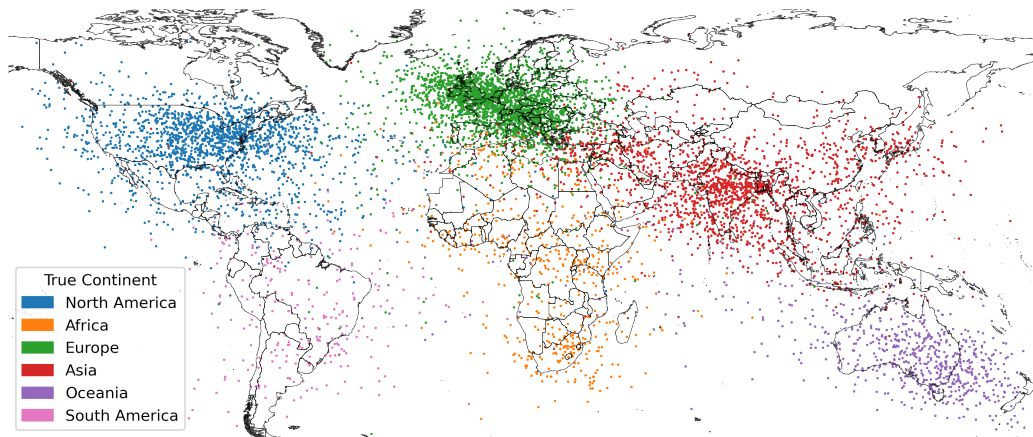 True Continent
North America
Africa
Europe
Asia
Oceania
South America